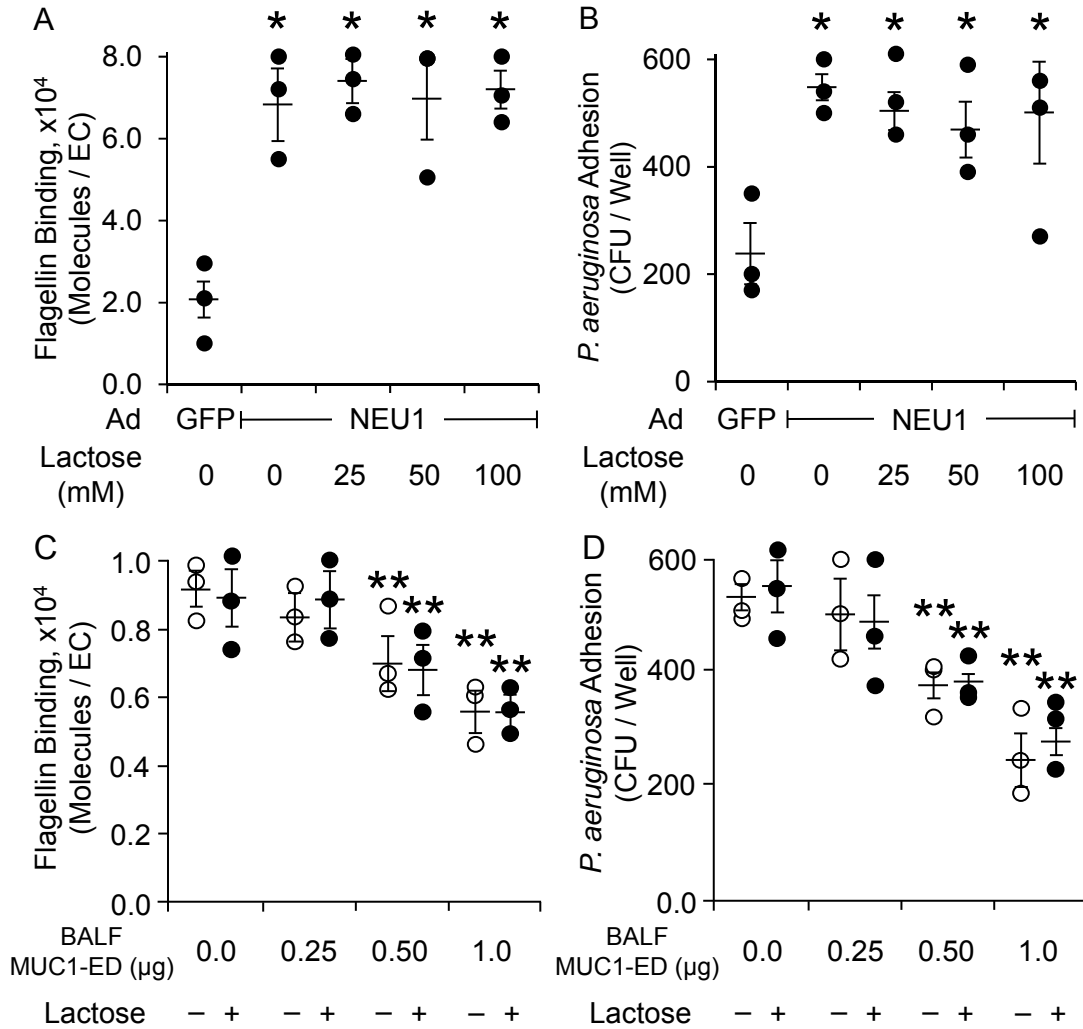 A
* * * *
Flagellin Binding, x10⁴
(Molecules / EC)
8.0
6.0
4.0
2.0
0.0
Ad GFP NEU1
Lactose
(mM)
0 0 25 50 100
B
* * * *
P. aeruginosa Adhesion
(CFU / Well)
600
400
200
0
Ad GFP NEU1
Lactose
(mM)
0 0 25 50 100
C
** ** ** **
Flagellin Binding, x10⁴
(Molecules / EC)
1.0
0.8
0.6
0.4
0.2
0.0
BALF
MUC1-ED (µg)
0.0 0.25 0.50 1.0
Lactose – + – + – + – +
D
** ** ** **
P. aeruginosa Adhesion
(CFU / Well)
600
400
200
0.0
BALF
MUC1-ED (µg)
0.0 0.25 0.50 1.0
Lactose – + – + – + – +